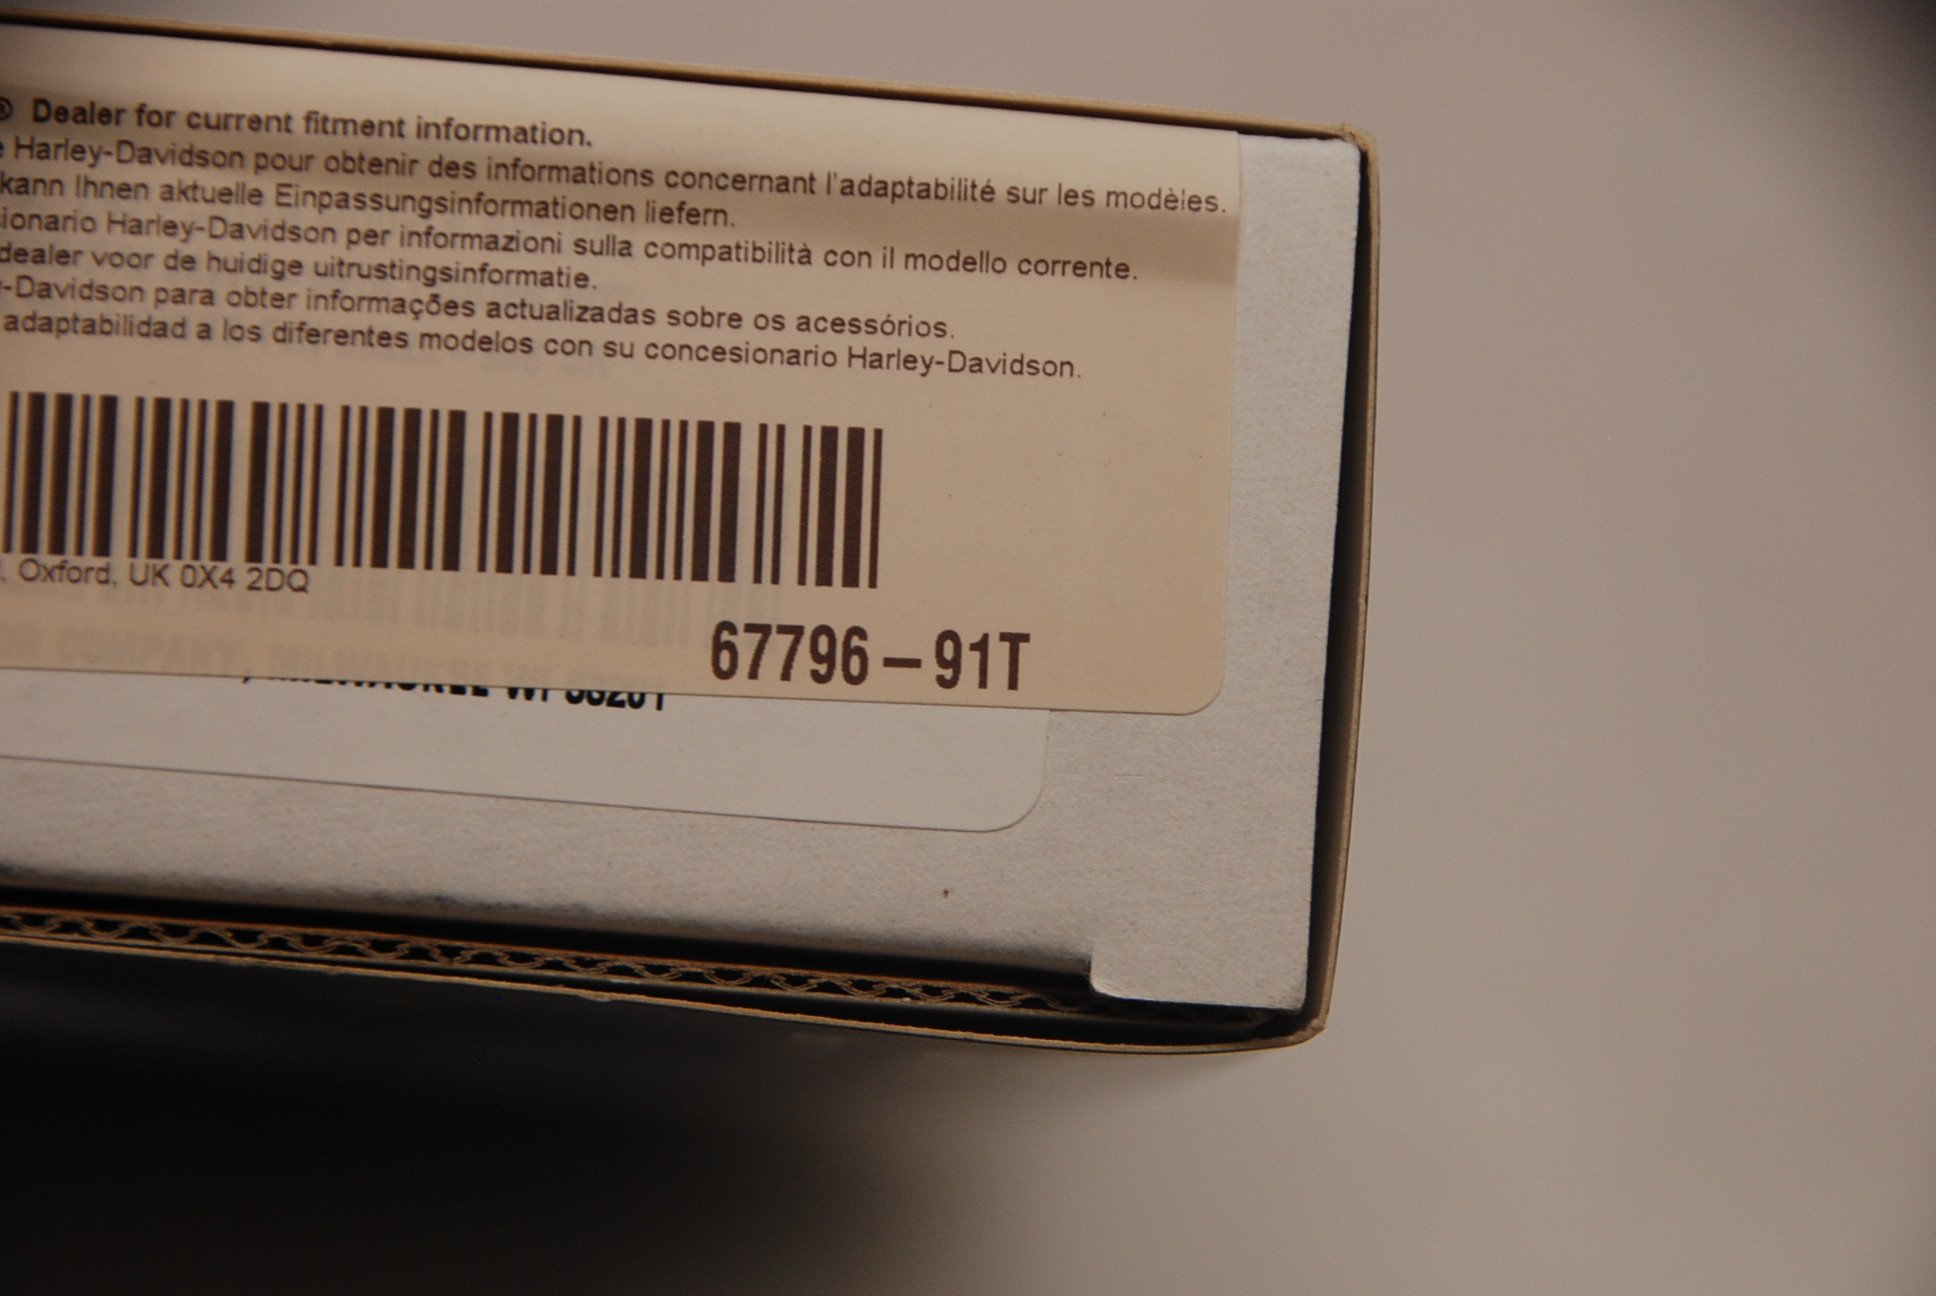 ® Dealer for current fitment information.
Harley-Davidson pour obtenir des informations concernant l'adaptabilité sur les modèles.
kann Ihnen aktuelle Einpassungsinformationen liefern.
sionario Harley-Davidson per informazioni sulla compatibilità con il modello corrente.
dealer voor de huidige uitrustingsinformatie.
-Davidson para obter informações actualizadas sobre os acessórios.
adaptabilidad a los diferentes modelos con su concesionario Harley-Davidson.
, Oxford, UK 0X4 2DQ
67796-91T
, MILWAUKEE WI 53201